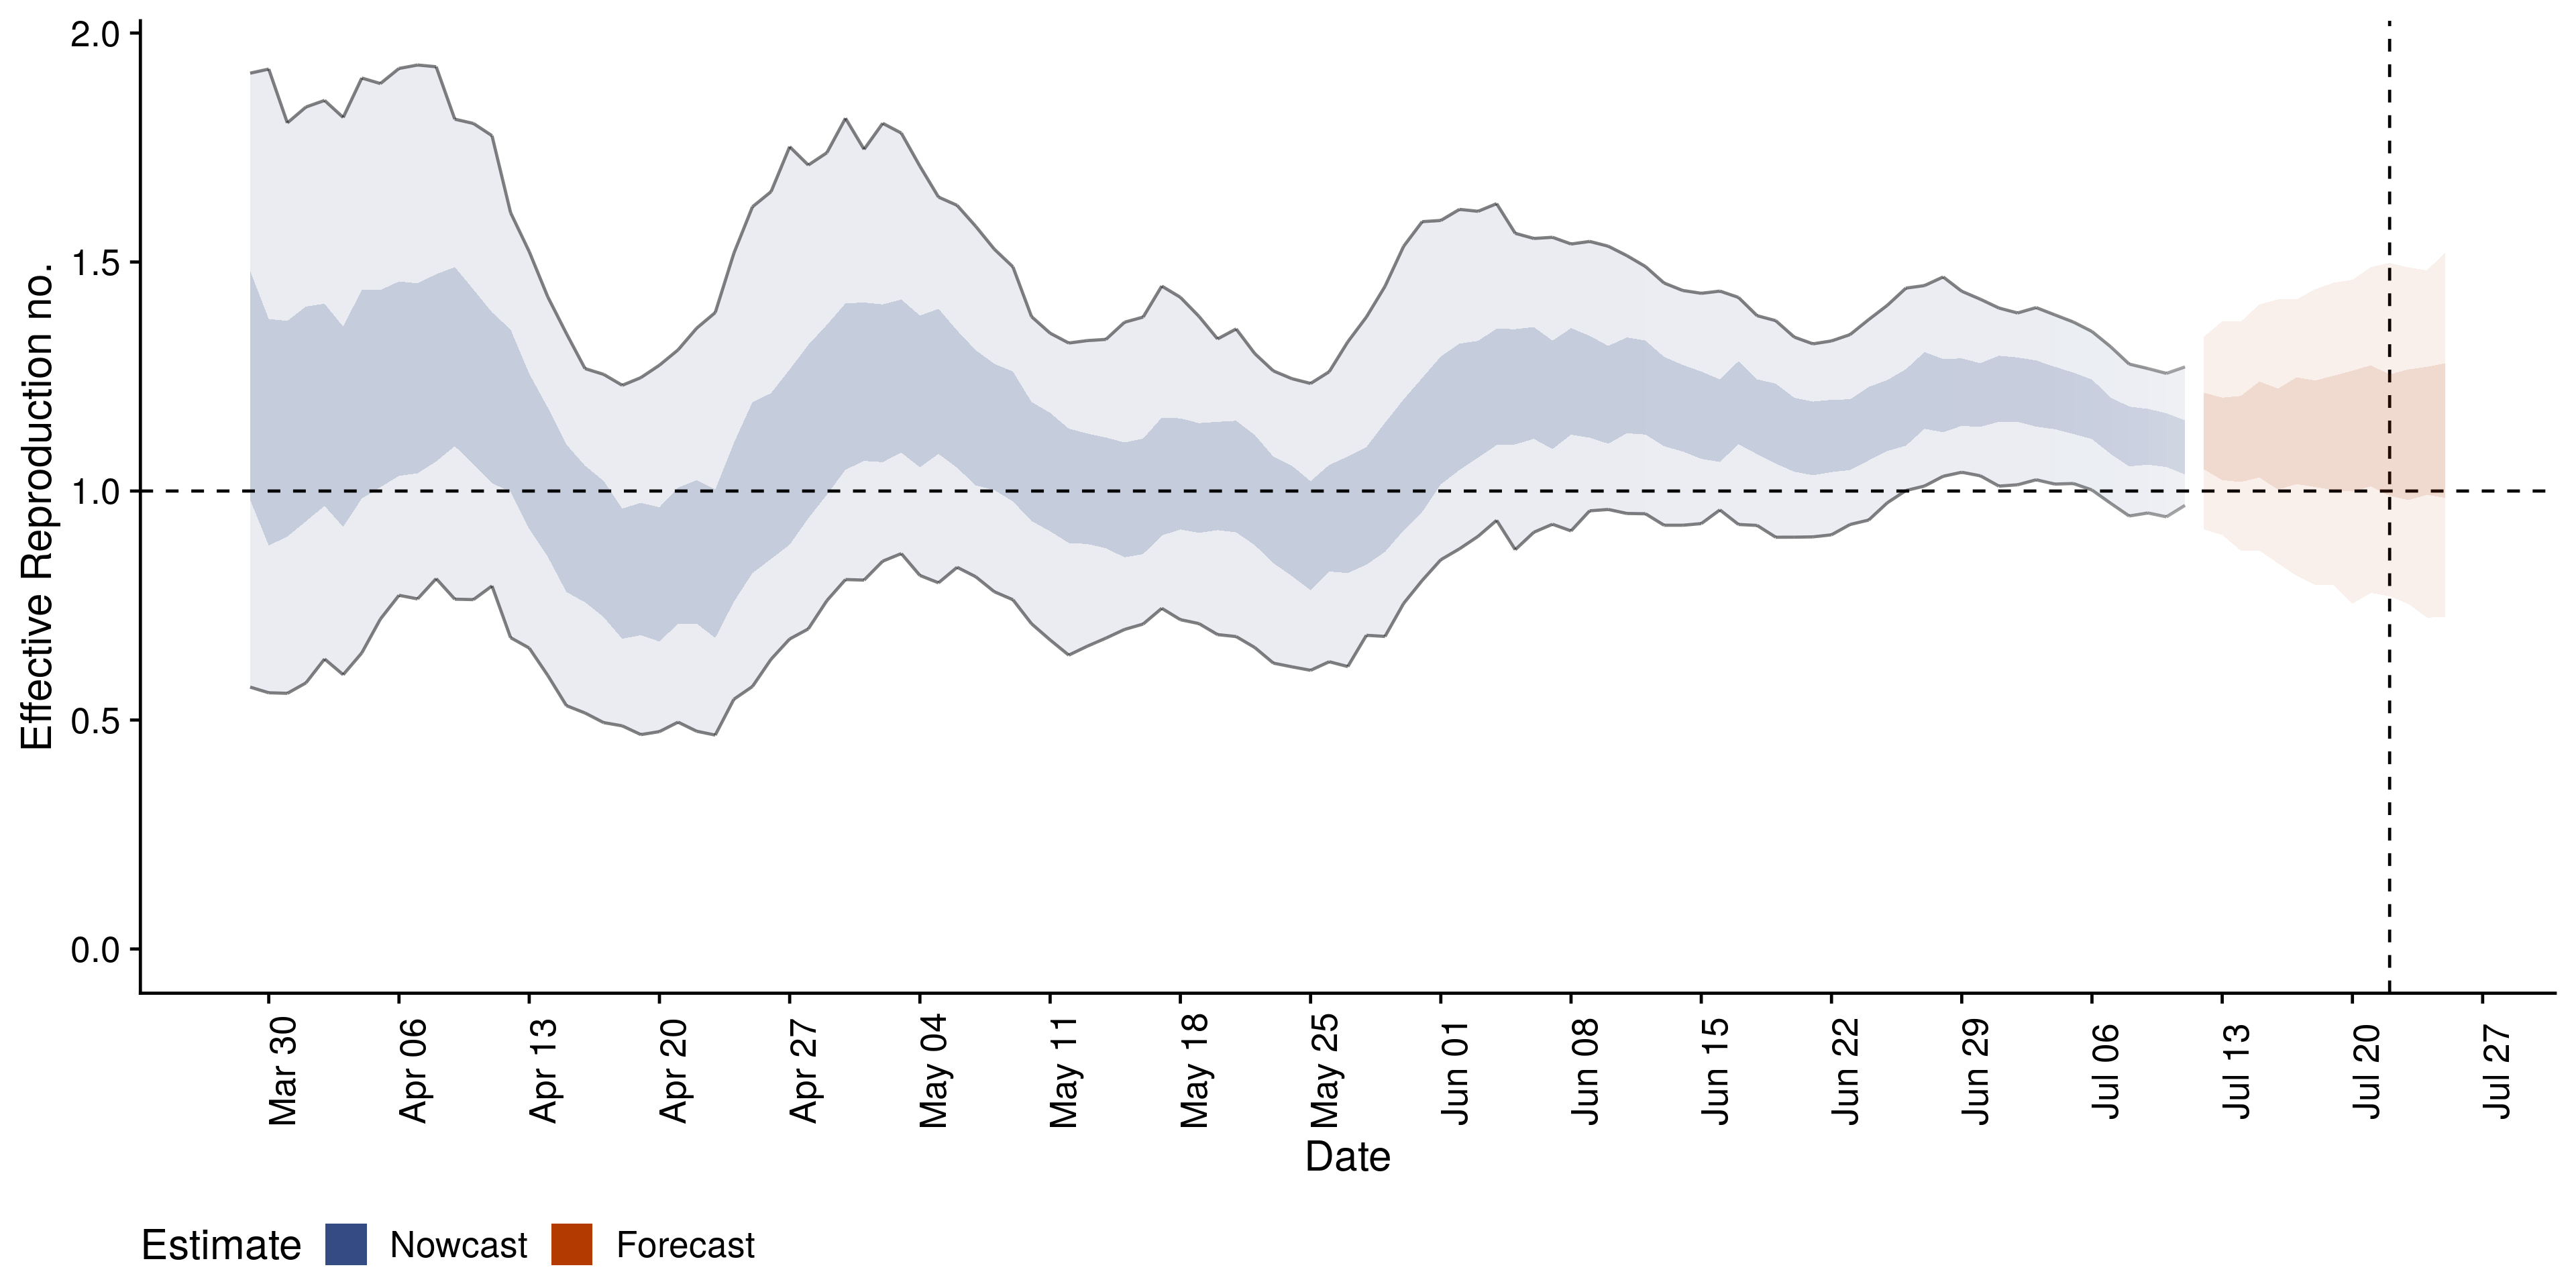 Effective Reproduction no.
2.0
1.5
1.0
0.5
0.0
Mar 30
Apr 06
Apr 13
Apr 20
Apr 27
May 04
May 11
May 18
May 25
Jun 01
Jun 08
Jun 15
Jun 22
Jun 29
Jul 06
Jul 13
Jul 20
Jul 27
Date
Estimate Nowcast Forecast